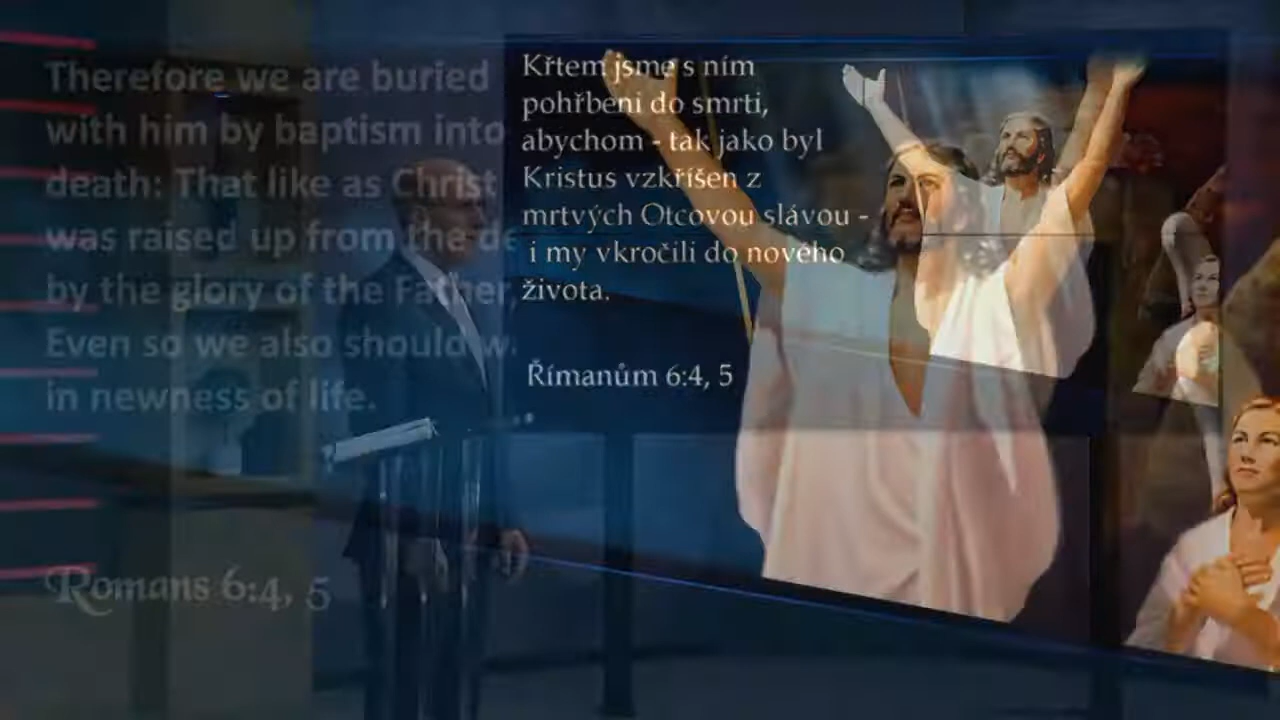 Therefore we are buried
with him by baptism into
death: That like as Christ
was raised up from the
by the glory of the Father,
Even so we also should
in newness of life.
Romans 6:4, 5
Křtem jsme s ním
pohřbeni do smrti,
abychom - tak jako byl
Kristus vzkříšen z
mrtvých Otcovou slávou -
i my vkročili do nového
života.
Římanům 6:4, 5